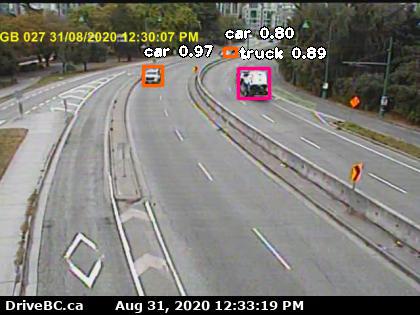 car 0.80
GB 027 31/08/2020 12:30:07 PM
car 0.97
truck 0.89
DriveBC.ca
Aug 31, 2020 12:33:19 PM